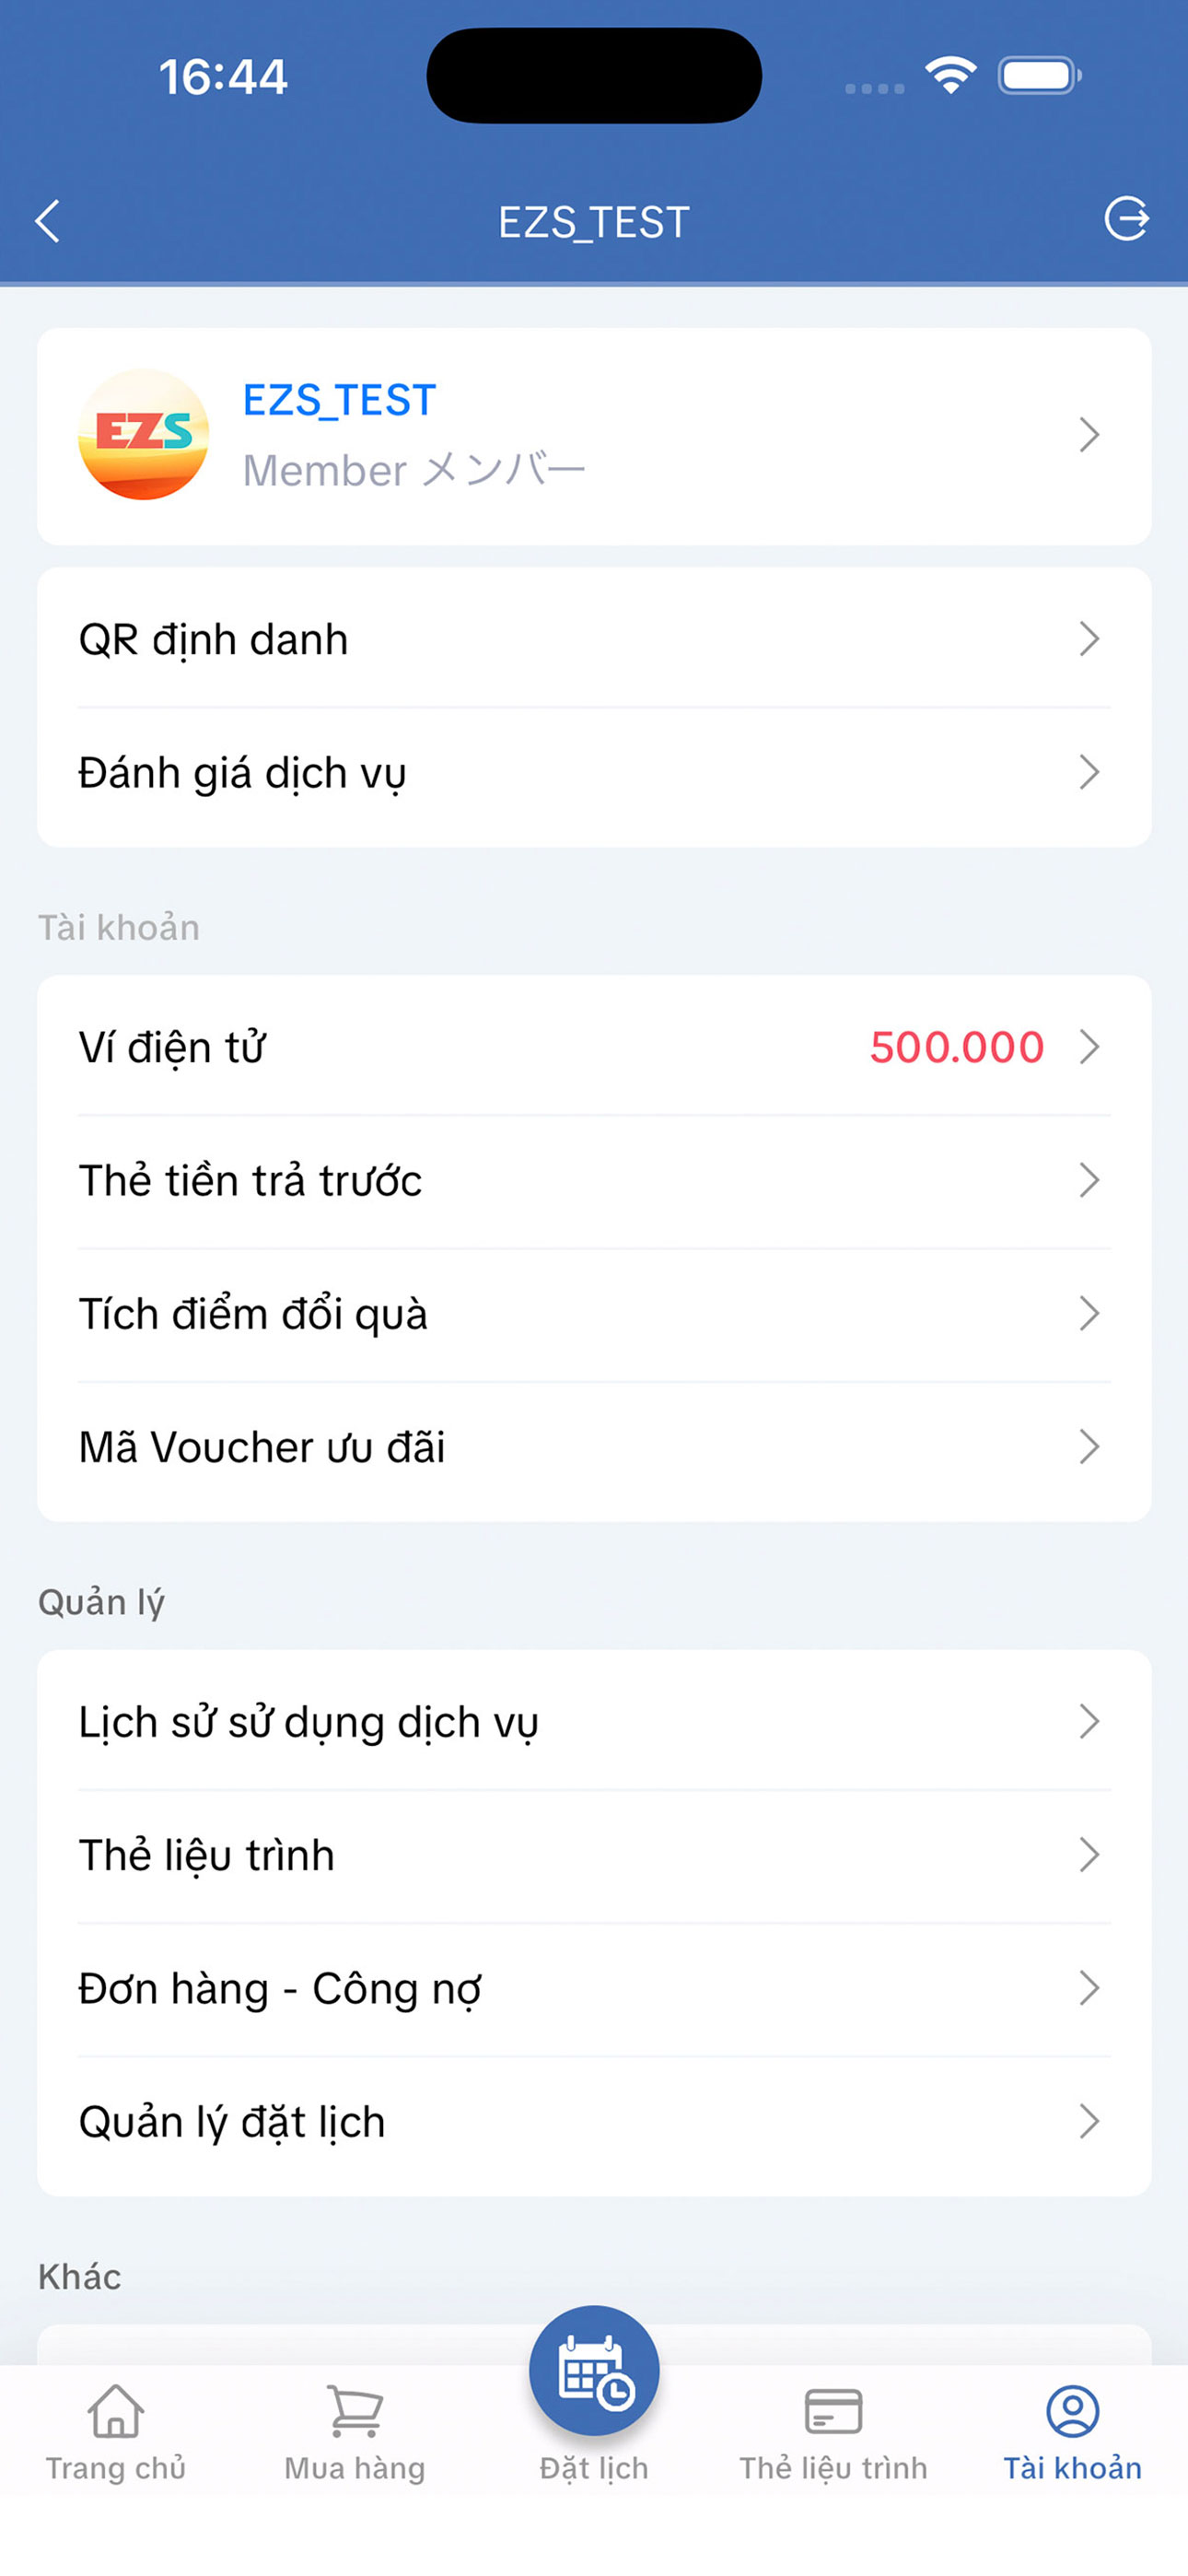 16:44
EZS_TEST
EZS
EZS_TEST
Member メンバー
QR định danh
Đánh giá dịch vụ
Tài khoản
Ví điện tử 500.000
Thẻ tiền trả trước
Tích điểm đổi quà
Mã Voucher ưu đãi
Quản lý
Lịch sử sử dụng dịch vụ
Thẻ liệu trình
Đơn hàng - Công nợ
Quản lý đặt lịch
Khác
Trang chủ Mua hàng Đặt lịch Thẻ liệu trình Tài khoản